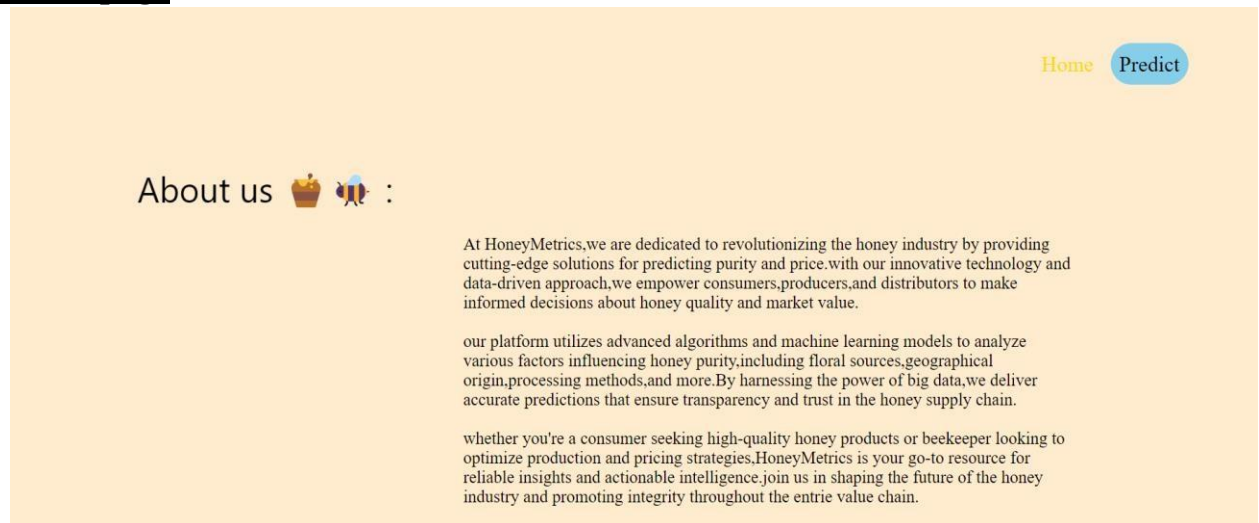 Home Predict
About us 🍯 🐝 :
At HoneyMetrics,we are dedicated to revolutionizing the honey industry by providing
cutting-edge solutions for predicting purity and price.with our innovative technology and
data-driven approach,we empower consumers,producers,and distributors to make
informed decisions about honey quality and market value.
our platform utilizes advanced algorithms and machine learning models to analyze
various factors influencing honey purity,including floral sources,geographical
origin,processing methods,and more.By harnessing the power of big data,we deliver
accurate predictions that ensure transparency and trust in the honey supply chain.
whether you're a consumer seeking high-quality honey products or beekeeper looking to
optimize production and pricing strategies,HoneyMetrics is your go-to resource for
reliable insights and actionable intelligence.join us in shaping the future of the honey
industry and promoting integrity throughout the entrie value chain.